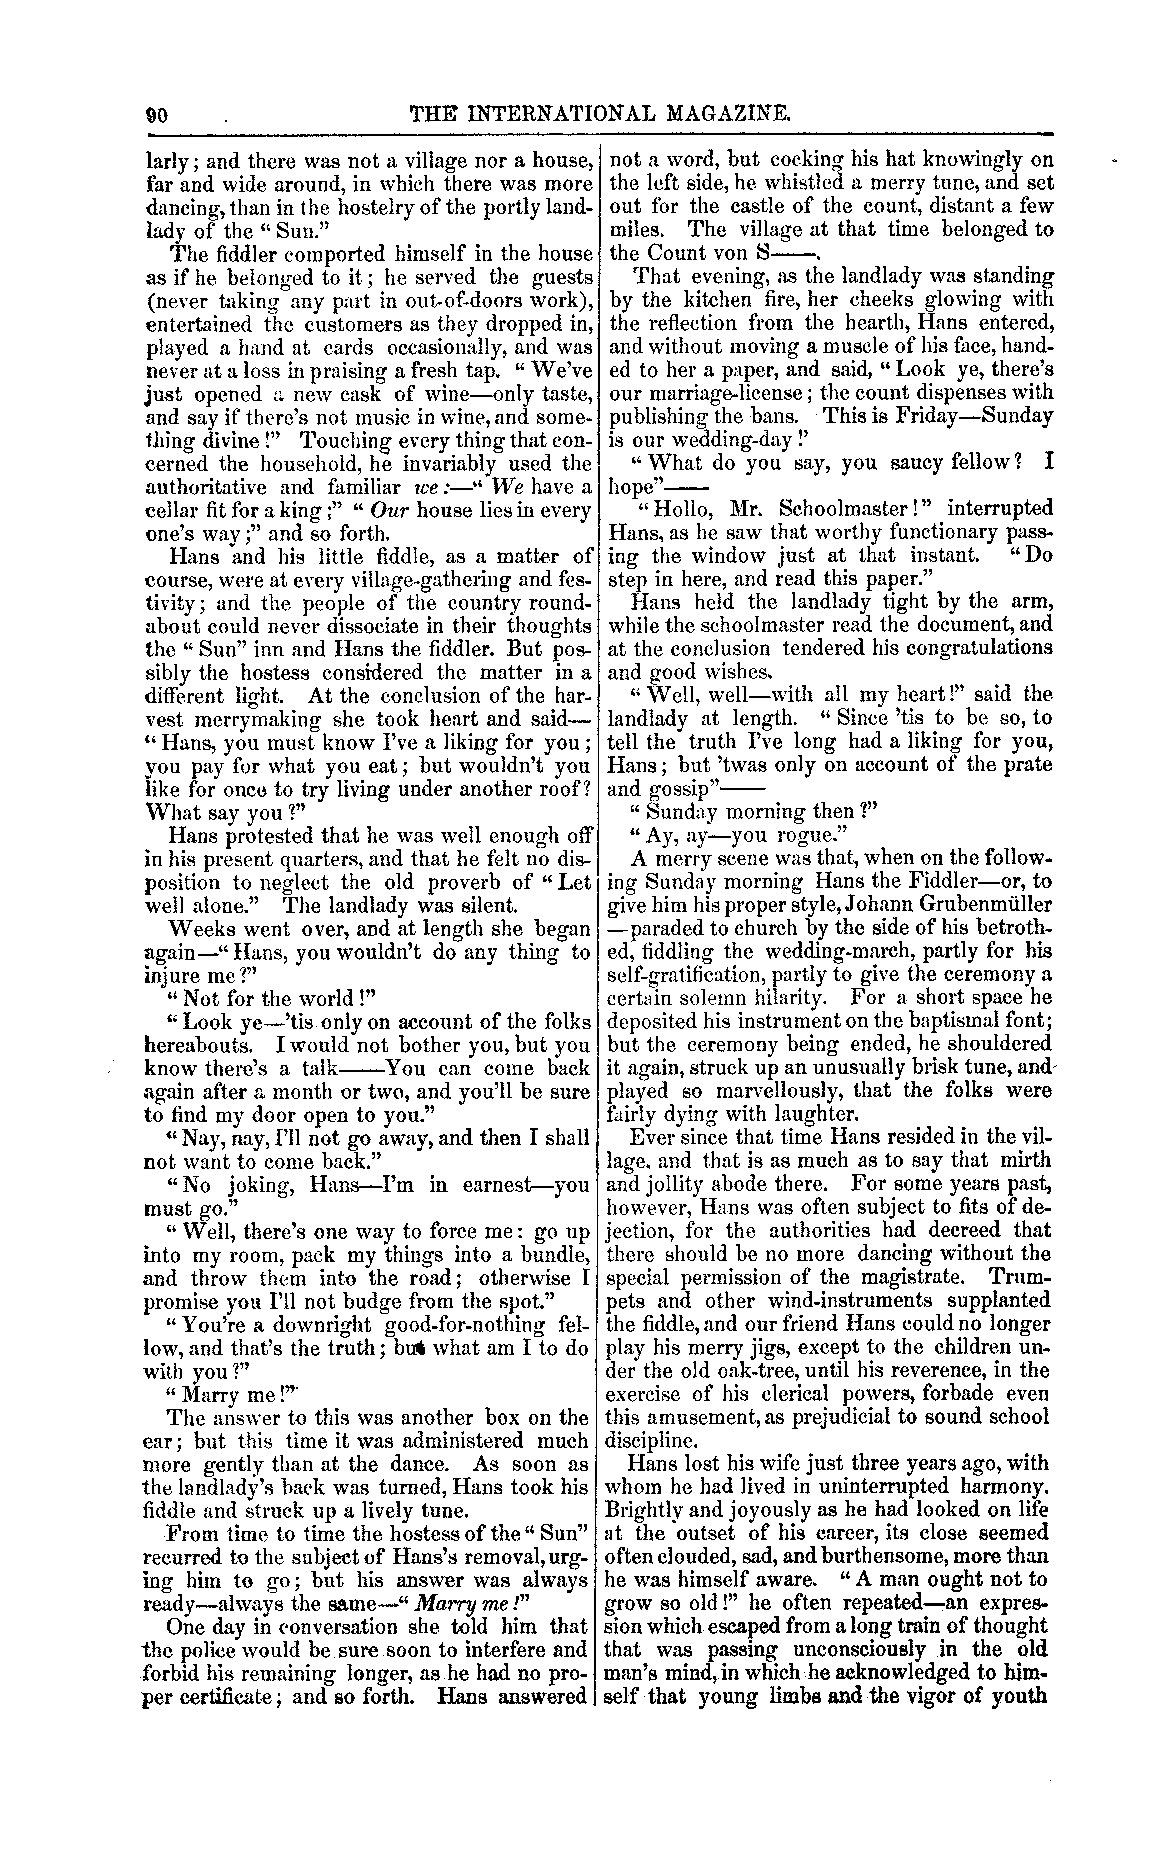 90 THE INTERNATIONAL MAGAZINE.
larly; and there was not a village nor a house,
far and wide around, in which there was more
dancing, than in the hostelry of the portly land-
lady of the “Sun.”
The fiddler comported himself in the house
as if he belonged to it; he served the guests
(never taking any part in out-of-doors work),
entertained the customers as they dropped in,
played a hand at cards occasionally, and was
never at a loss in praising a fresh tap. “We've
just opened a new cask of wine—only taste,
and say if there's not music in wine, and some-
thing divine!” Touching every thing that con-
cerned the household, he invariably used the
authoritative and familiar we:—“We have a
cellar fit for a king;” “Our house lies in every
one's way;” and so forth.
Hans and his little fiddle, as a matter of
course, were at every village-gathering and fes-
tivity; and the people of the country round-
about could never dissociate in their thoughts
the “Sun” inn and Hans the fiddler. But pos-
sibly the hostess considered the matter in a
different light. At the conclusion of the har-
vest merrymaking she took heart and said—
“Hans, you must know I've a liking for you;
you pay for what you eat; but wouldn't you
like for once to try living under another roof?
What say you?”
Hans protested that he was well enough off
in his present quarters, and that he felt no dis-
position to neglect the old proverb of “Let
well alone.” The landlady was silent.
Weeks went over, and at length she began
again—“Hans, you wouldn't do any thing to
injure me?”
“Not for the world!”
“Look ye—'tis only on account of the folks
hereabouts. I would not bother you, but you
know there's a talk——You can come back
again after a month or two, and you'll be sure
to find my door open to you.”
“Nay, nay, I'll not go away, and then I shall
not want to come back.”
“No joking, Hans—I'm in earnest—you
must go.”
“Well, there's one way to force me: go up
into my room, pack my things into a bundle,
and throw them into the road; otherwise I
promise you I'll not budge from the spot.”
“You're a downright good-for-nothing fel-
low, and that's the truth; but what am I to do
with you?”
“Marry me!”
The answer to this was another box on the
ear; but this time it was administered much
more gently than at the dance. As soon as
the landlady's back was turned, Hans took his
fiddle and struck up a lively tune.
From time to time the hostess of the “Sun”
recurred to the subject of Hans's removal, urg-
ing him to go; but his answer was always
ready—always the same—“Marry me!”
One day in conversation she told him that
the police would be sure soon to interfere and
forbid his remaining longer, as he had no pro-
per certificate; and so forth. Hans answered
not a word, but cocking his hat knowingly on
the left side, he whistled a merry tune, and set
out for the castle of the count, distant a few
miles. The village at that time belonged to
the Count von S——.
That evening, as the landlady was standing
by the kitchen fire, her cheeks glowing with
the reflection from the hearth, Hans entered,
and without moving a muscle of his face, hand-
ed to her a paper, and said, “Look ye, there's
our marriage-license; the count dispenses with
publishing the bans. This is Friday—Sunday
is our wedding-day!'
“What do you say, you saucy fellow? I
hope”——
“Hollo, Mr. Schoolmaster!” interrupted
Hans, as he saw that worthy functionary pass-
ing the window just at that instant. “Do
step in here, and read this paper.”
Hans held the landlady tight by the arm,
while the schoolmaster read the document, and
at the conclusion tendered his congratulations
and good wishes.
“Well, well—with all my heart!” said the
landlady at length. “Since 'tis to be so, to
tell the truth I've long had a liking for you,
Hans; but 'twas only on account of the prate
and gossip”——
“Sunday morning then?”
“Ay, ay—you rogue.”
A merry scene was that, when on the follow-
ing Sunday morning Hans the Fiddler—or, to
give him his proper style, Johann Grubenmüller
—paraded to church by the side of his betroth-
ed, fiddling the wedding-march, partly for his
self-gratification, partly to give the ceremony a
certain solemn hilarity. For a short space he
deposited his instrument on the baptismal font;
but the ceremony being ended, he shouldered
it again, struck up an unusually brisk tune, and
played so marvellously, that the folks were
fairly dying with laughter.
Ever since that time Hans resided in the vil-
lage, and that is as much as to say that mirth
and jollity abode there. For some years past,
however, Hans was often subject to fits of de-
jection, for the authorities had decreed that
there should be no more dancing without the
special permission of the magistrate. Trum-
pets and other wind-instruments supplanted
the fiddle, and our friend Hans could no longer
play his merry jigs, except to the children un-
der the old oak-tree, until his reverence, in the
exercise of his clerical powers, forbade even
this amusement, as prejudicial to sound school
discipline.
Hans lost his wife just three years ago, with
whom he had lived in uninterrupted harmony.
Brightly and joyously as he had looked on life
at the outset of his career, its close seemed
often clouded, sad, and burthensome, more than
he was himself aware. “A man ought not to
grow so old!” he often repeated—an expres-
sion which escaped from a long train of thought
that was passing unconsciously in the old
man's mind, in which he acknowledged to him-
self that young limbs and the vigor of youth